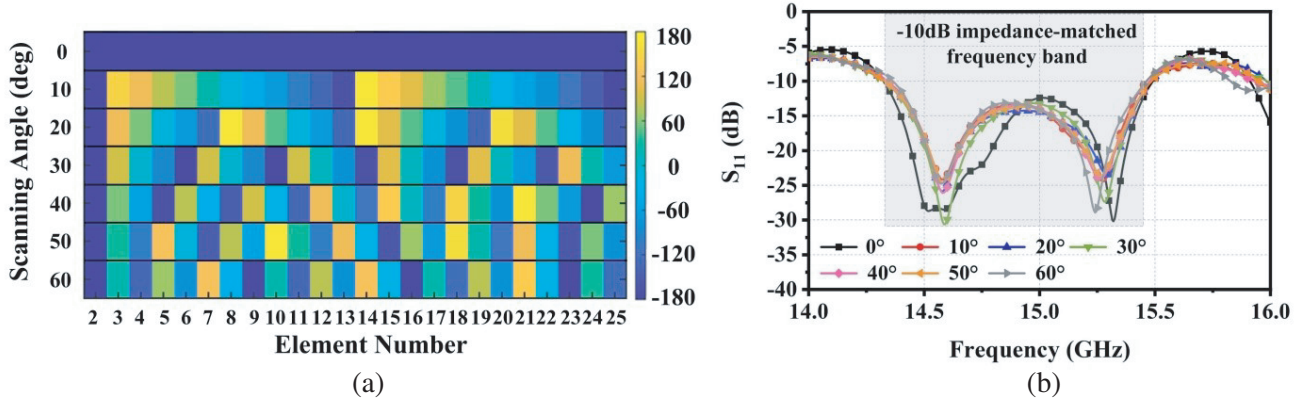 Scanning Angle (deg)
0
10
20
30
40
50
60
2 3 4 5 6 7 8 9 10 11 12 13 14 15 16 17 18 19 20 21 22 23 24 25
Element Number
180
120
60
0
-60
-120
-180
(a)
S11 (dB)
0
-5
-10
-15
-20
-25
-30
-35
-40
-10dB impedance-matched
frequency band
0° 10° 20° 30°
40° 50° 60°
14.0 14.5 15.0 15.5 16.0
Frequency (GHz)
(b)